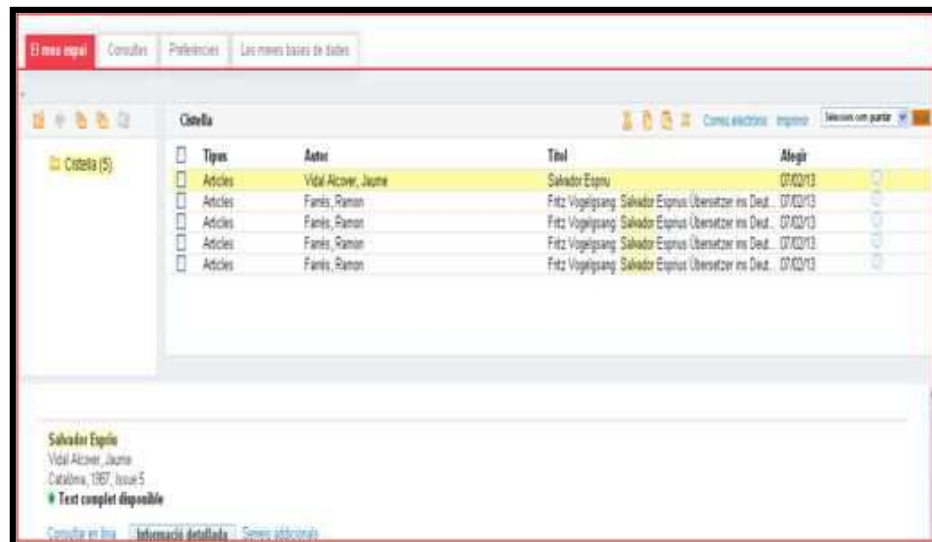 El meu espai Consultes Preferències Les meves bases de dades
Cistella Correu electrònic Imprimir
Cistella (5)
Tipus Autor Títol Afegir
Articles Vidal Alcover, Jaume Salvador Espriu 07/02/13
Articles Farrés, Ramon Fritz Vogelgsang: Salvador Esprius Übersetzer ins Deut... 07/02/13
Articles Farrés, Ramon Fritz Vogelgsang: Salvador Esprius Übersetzer ins Deut... 07/02/13
Articles Farrés, Ramon Fritz Vogelgsang: Salvador Esprius Übersetzer ins Deut... 07/02/13
Articles Farrés, Ramon Fritz Vogelgsang: Salvador Esprius Übersetzer ins Deut... 07/02/13
Salvador Espriu
Vidal Alcover, Jaume
Catalònia, 1987, Issue 5
Text complet disponible
Consultar en línia Informació detallada Serveis addicionals